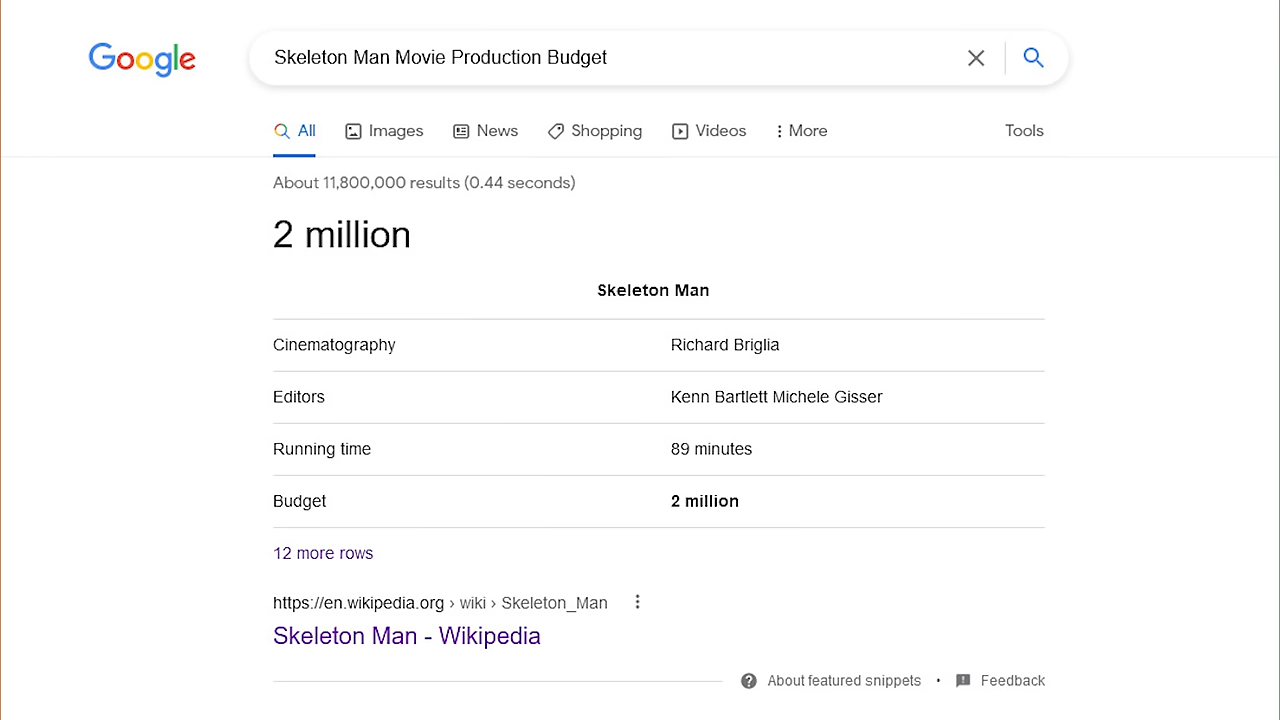 Google
Skeleton Man Movie Production Budget
All Images News Shopping Videos More Tools
About 11,800,000 results (0.44 seconds)
2 million
Skeleton Man
Cinematography Richard Briglia
Editors Kenn Bartlett Michele Gisser
Running time 89 minutes
Budget 2 million
12 more rows
https://en.wikipedia.org › wiki › Skeleton_Man
Skeleton Man - Wikipedia
About featured snippets • Feedback